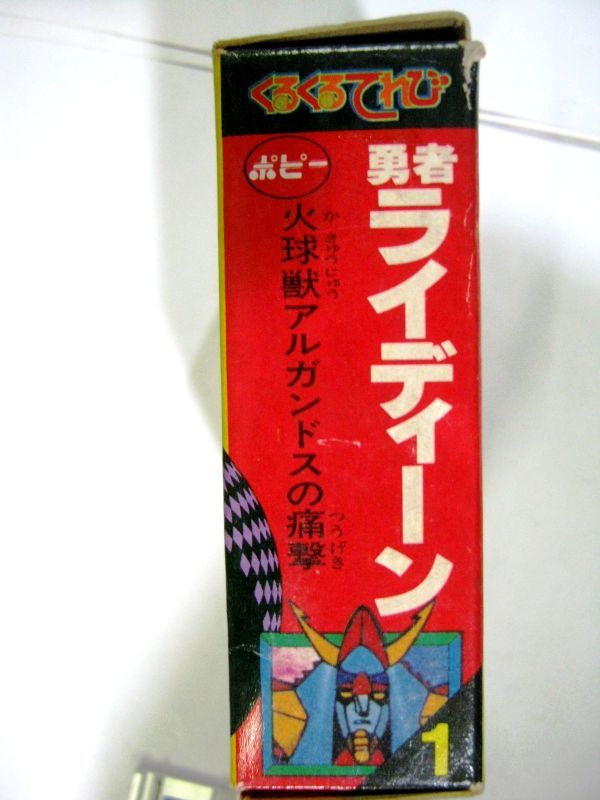 くるくるてれび
ポピー
勇者
ライディーン
火球獣アルガンドスの痛撃
か きゅう じゅう
つうげき
1